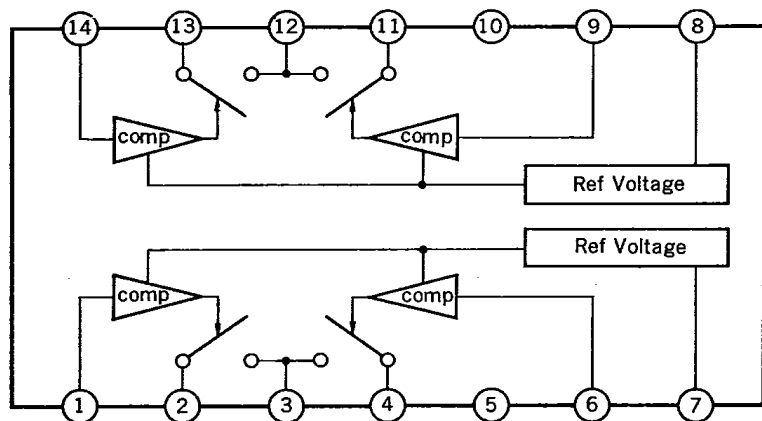 14 13 12 11 10 9 8
comp comp
Ref Voltage
Ref Voltage
comp comp
1 2 3 4 5 6 7